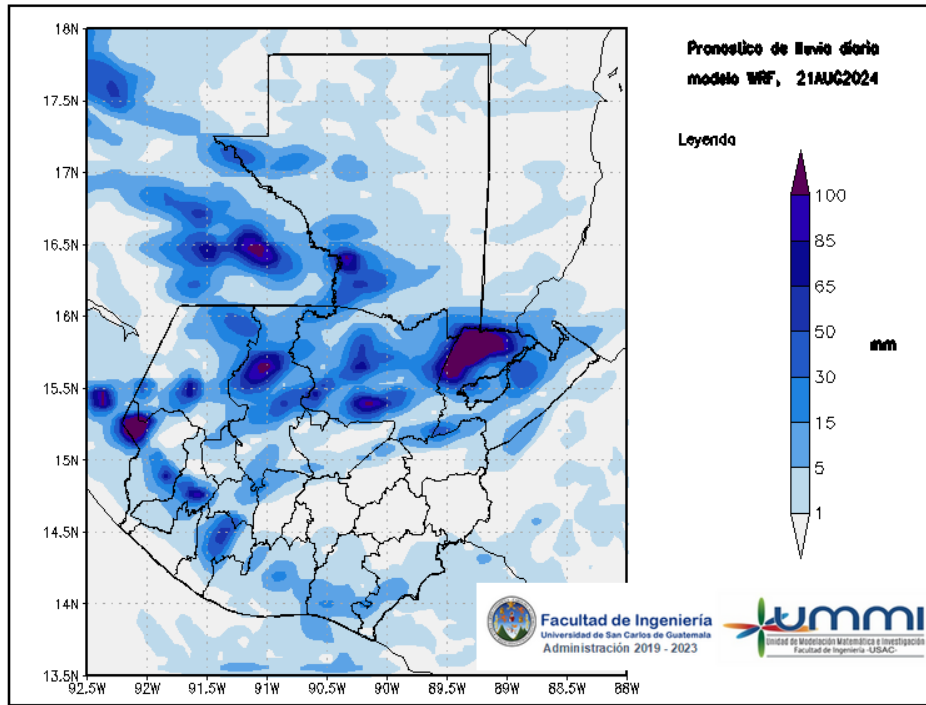 Pronostico de lluvia diaria
modelo WRF, 21AUG2024
Leyenda
100
85
65
50
30
15
5
1
mm
18N
17.5N
17N
16.5N
16N
15.5N
15N
14.5N
14N
13.5N
92.5W
92W
91.5W
91W
90.5W
90W
89.5W
89W
88.5W
88W
Facultad de Ingeniería
Universidad de San Carlos de Guatemala
Administración 2019 - 2023
UMMI
Unidad de Modelación Matemática e Investigación
Facultad de Ingeniería -USAC-